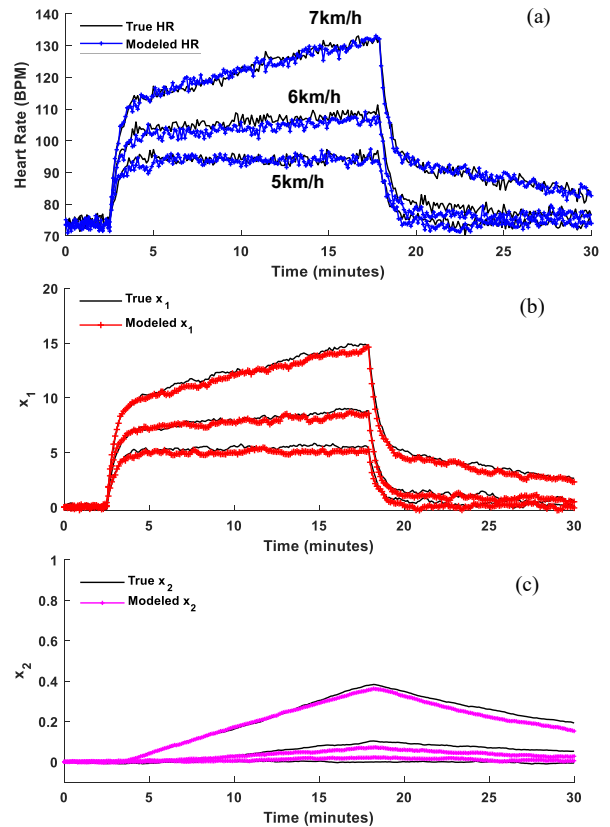 (a)
7km/h
True HR
Modeled HR
6km/h
5km/h
Heart Rate (BPM)
140
130
120
110
100
90
80
70
0 5 10 15 20 25 30
Time (minutes)
(b)
True x1
Modeled x1
x1
20
15
10
5
0
0 5 10 15 20 25 30
Time (minutes)
(c)
True x2
Modeled x2
x2
1
0.8
0.6
0.4
0.2
0
0 5 10 15 20 25 30
Time (minutes)